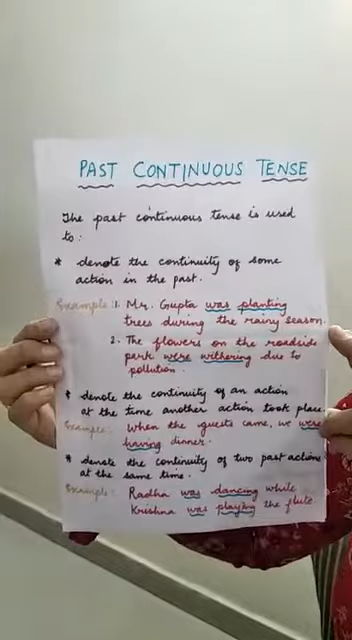 PAST CONTINUOUS TENSE
The past continuous tense is used
to:
* denote the continuity of some
action in the past.
Example: 1. Mr. Gupta was planting
trees during the rainy season.
2. The flowers on the roadside
park were withering due to
pollution.
* denote the continuity of an action
at the time another action took place.
Example: When the guests came, we were
having dinner.
* denote the continuity of two past actions
at the same time.
Example: Radha was dancing while
Krishna was playing the flute.